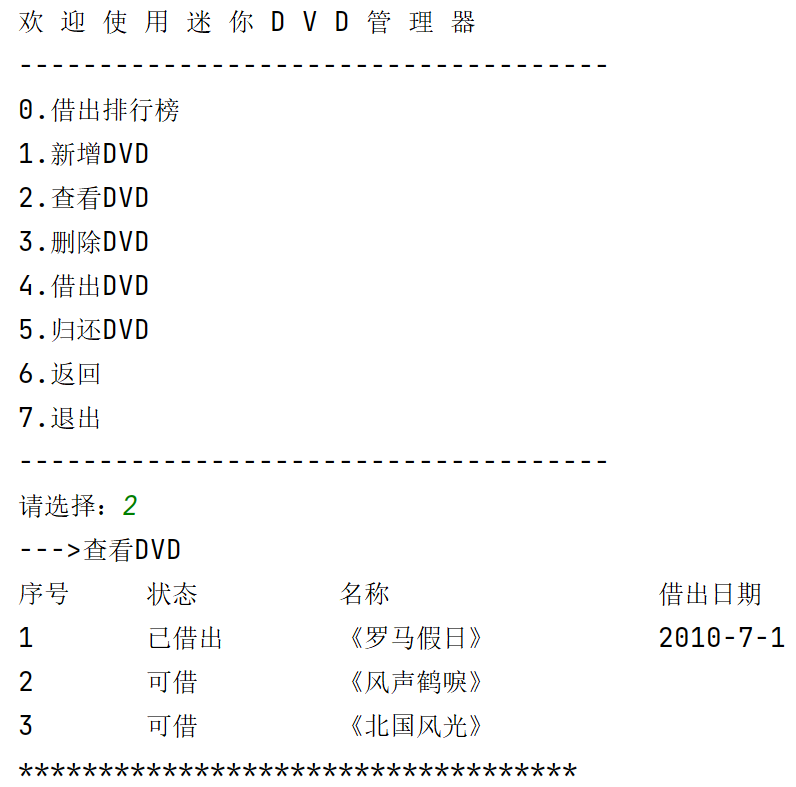 欢 迎 使 用 迷 你 D V D 管 理 器
-------------------------------------
0.借出排行榜
1.新增DVD
2.查看DVD
3.删除DVD
4.借出DVD
5.归还DVD
6.返回
7.退出
-------------------------------------
请选择：2
--->查看DVD
序号 状态 名称 借出日期
1 已借出 《罗马假日》 2010-7-1
2 可借 《风声鹤唳》
3 可借 《北国风光》
***********************************